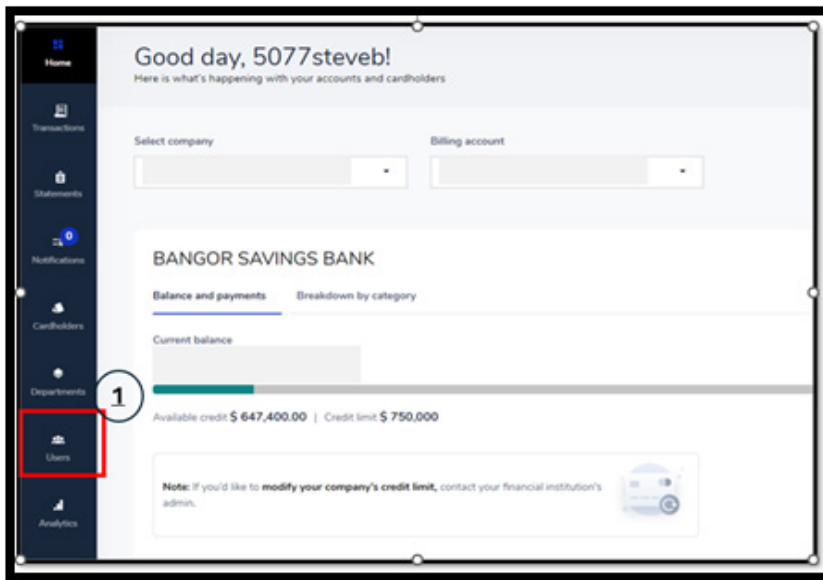 Home
Transactions
Statements
0
Notifications
Cardholders
Departments
Users
Analytics
Good day, 5077steveb!
Here is what's happening with your accounts and cardholders
Select company
Billing account
BANGOR SAVINGS BANK
Balance and payments
Breakdown by category
Current balance
1
Available credit $ 647,400.00 | Credit limit $ 750,000
Note: If you'd like to modify your company's credit limit, contact your financial institution's
admin.